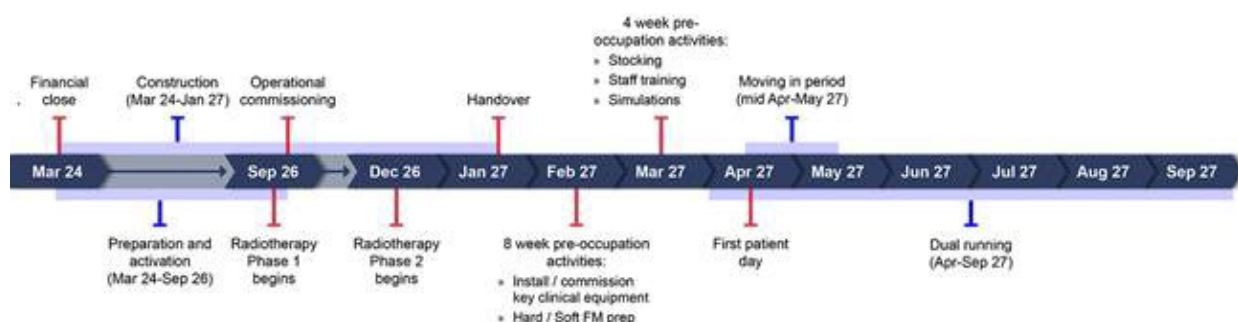 4 week pre-
occupation activities:
» Stocking
» Staff training
» Simulations
Financial
close
Construction
(Mar 24-Jan 27)
Operational
commissioning
Handover
Moving in period
(mid Apr-May 27)
Mar 24
Sep 26
Dec 26
Jan 27
Feb 27
Mar 27
Apr 27
May 27
Jun 27
Jul 27
Aug 27
Sep 27
Preparation and
activation
(Mar 24-Sep 26)
Radiotherapy
Phase 1
begins
Radiotherapy
Phase 2
begins
8 week pre-occupation
activities:
» Install / commission
key clinical equipment
» Hard / Soft FM prep
First patient
day
Dual running
(Apr-Sep 27)